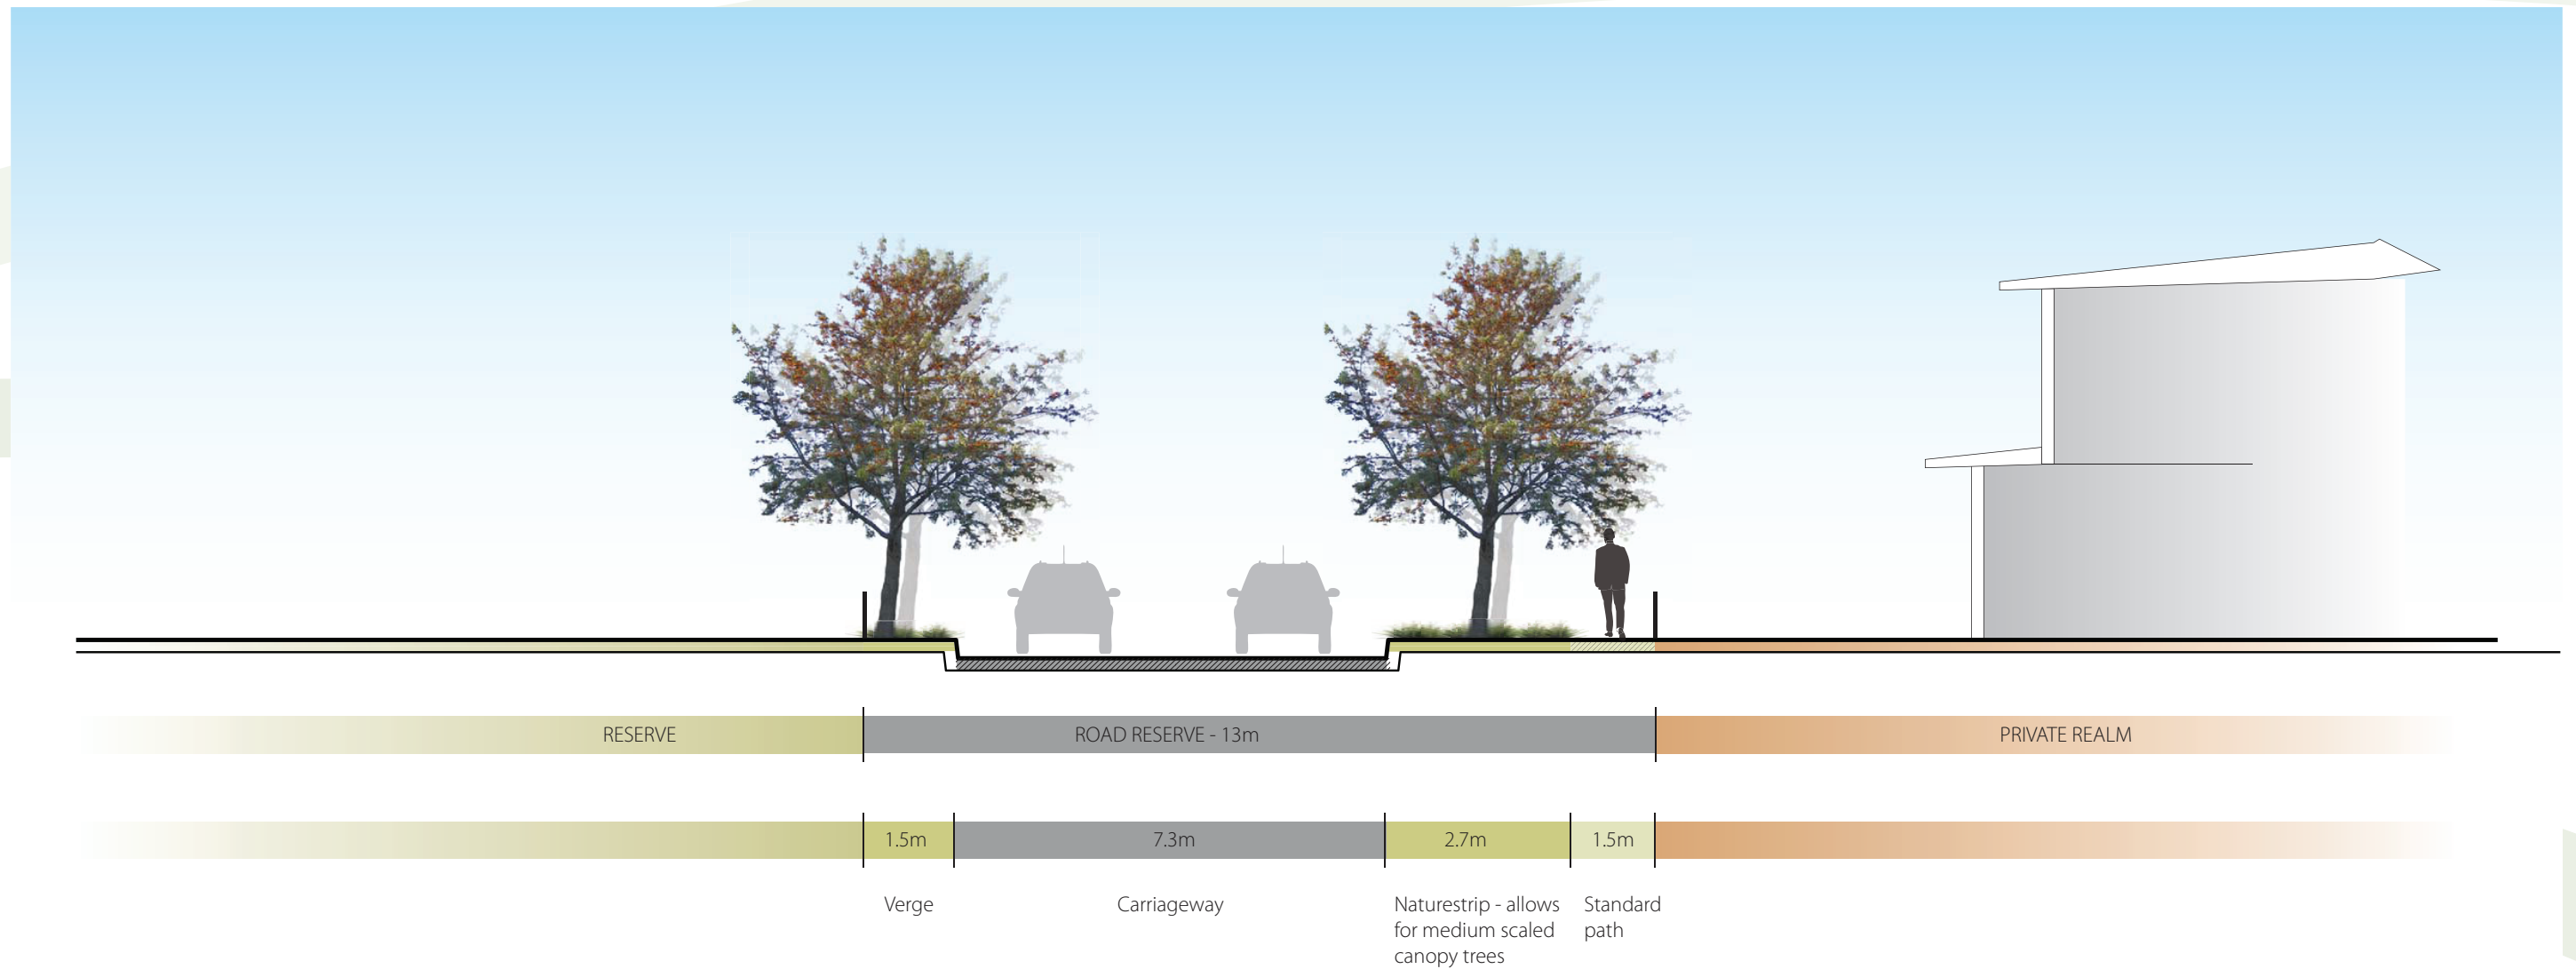 RESERVE
ROAD RESERVE - 13m
PRIVATE REALM
1.5m
7.3m
2.7m
1.5m
Verge
Carriageway
Naturestrip - allows
for medium scaled
canopy trees
Standard
path